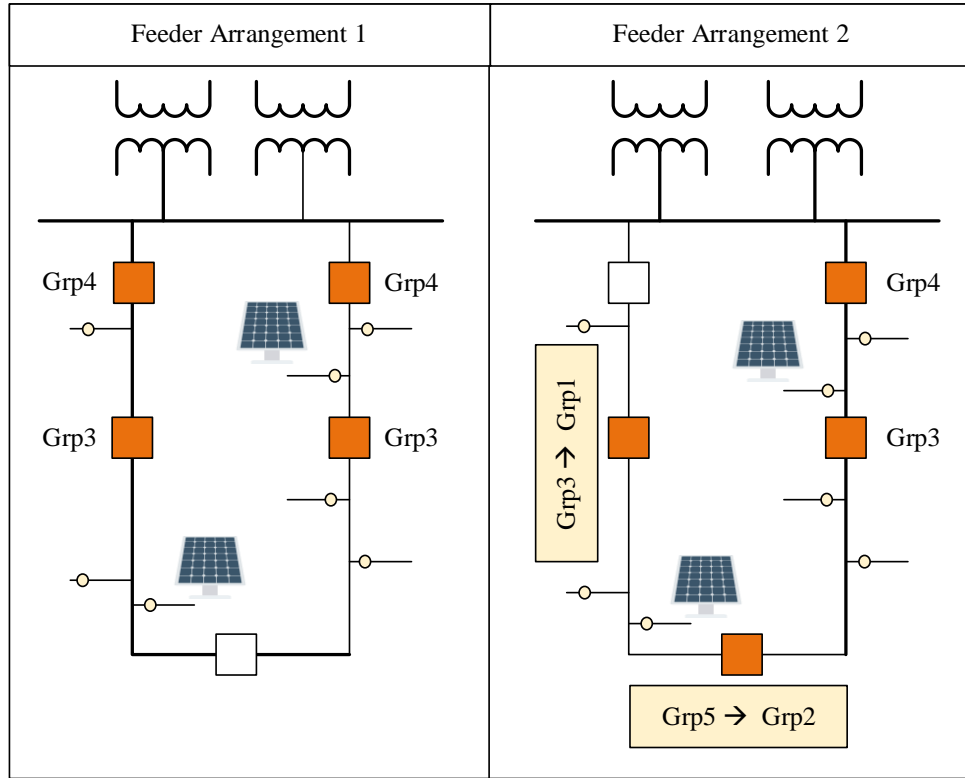 Feeder Arrangement 1
Feeder Arrangement 2
Grp4
Grp4
Grp3
Grp3
Grp4
Grp3 → Grp1
Grp3
Grp5 → Grp2